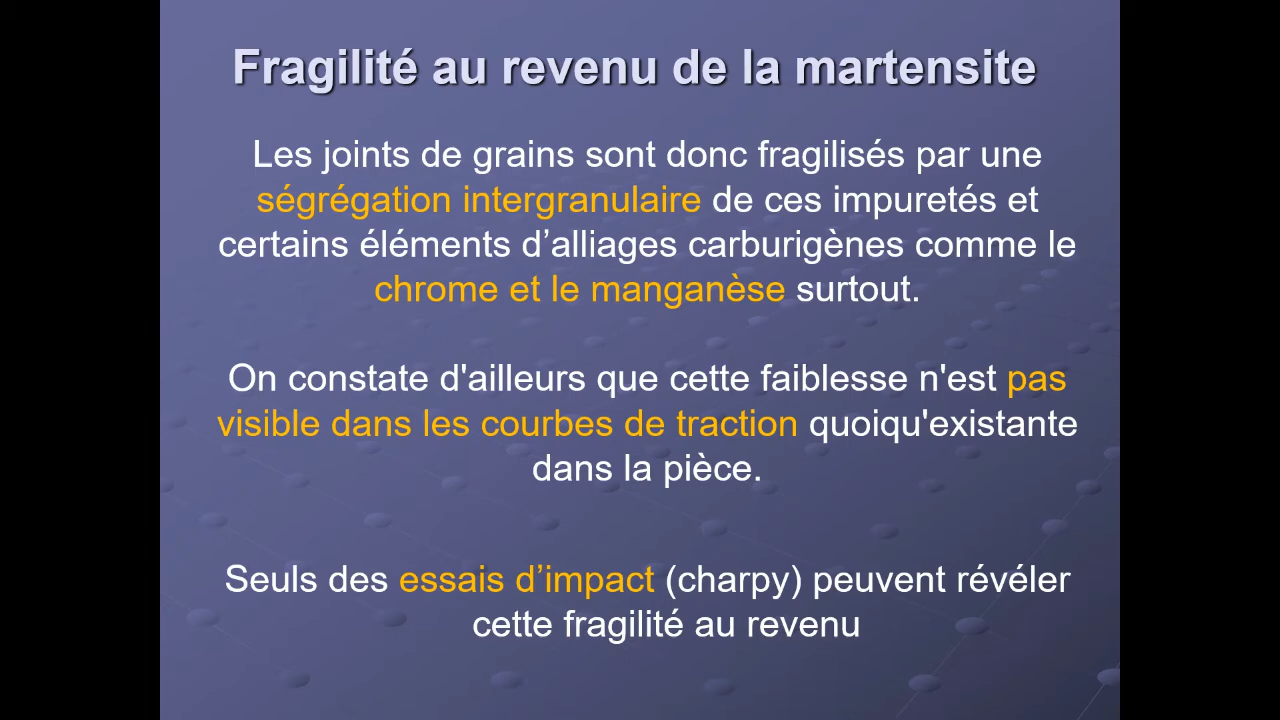 Fragilité au revenu de la martensite
Les joints de grains sont donc fragilisés par une
ségrégation intergranulaire de ces impuretés et
certains éléments d’alliages carburigènes comme le
chrome et le manganèse surtout.
On constate d'ailleurs que cette faiblesse n'est pas
visible dans les courbes de traction quoiqu'existante
dans la pièce.
Seuls des essais d’impact (charpy) peuvent révéler
cette fragilité au revenu